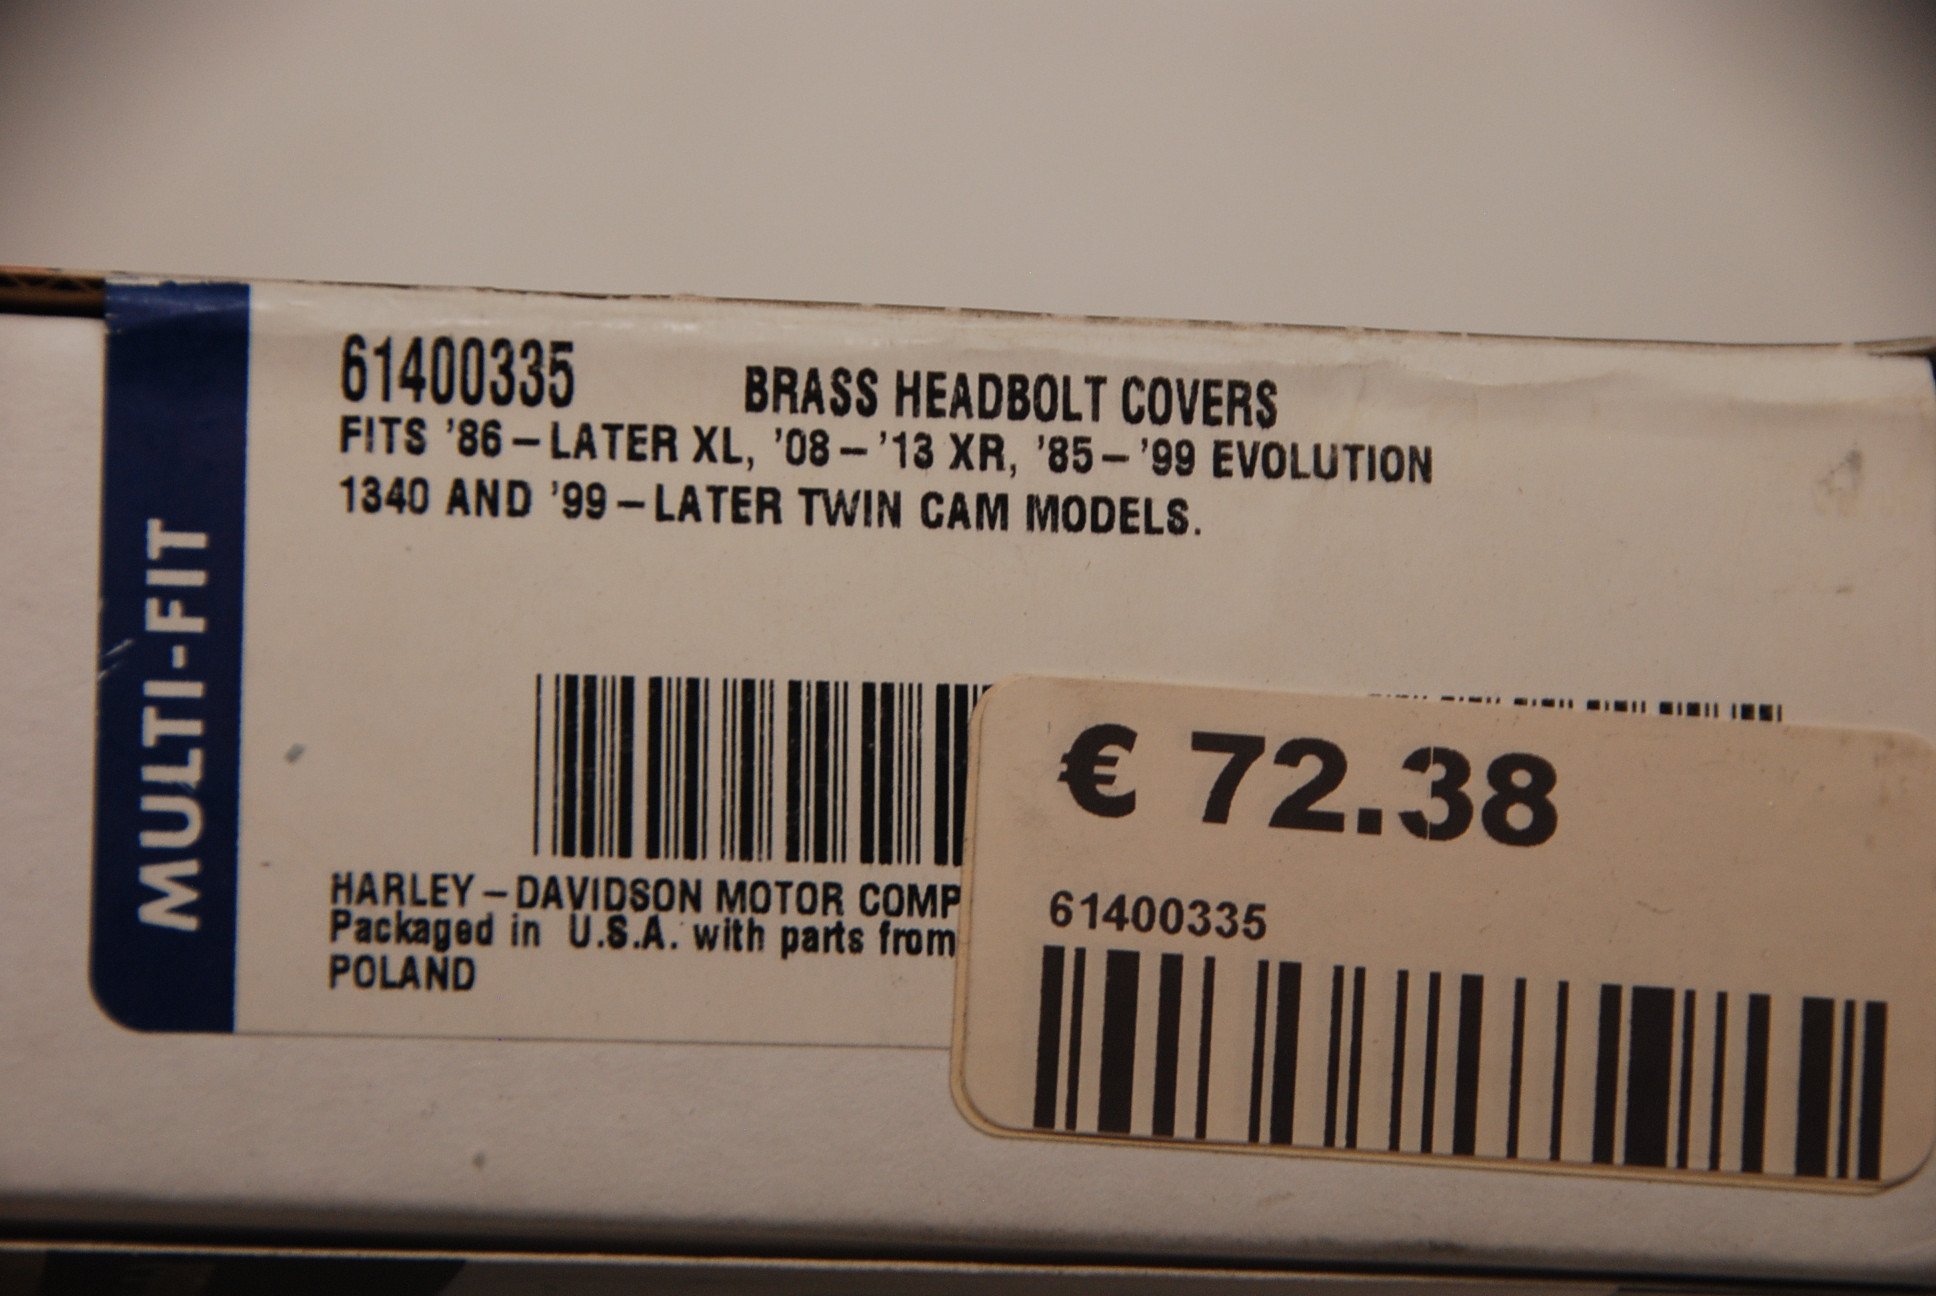 MULTI-FIT
61400335 BRASS HEADBOLT COVERS
FITS '86-LATER XL, '08-'13 XR, '85-'99 EVOLUTION
1340 AND '99-LATER TWIN CAM MODELS.
HARLEY-DAVIDSON MOTOR COMP
Packaged in U.S.A. with parts from
POLAND
€ 72.38
61400335